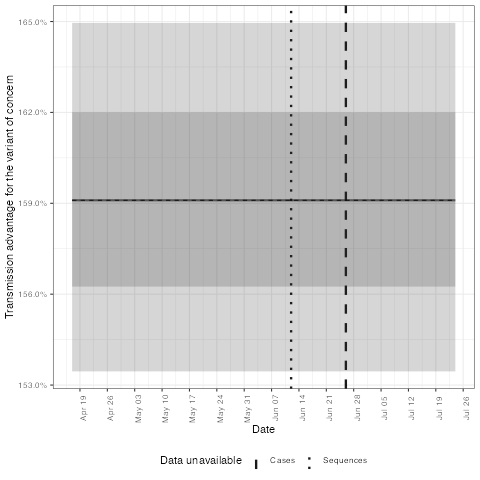 Transmission advantage for the variant of concern
165.0%
162.0%
159.0%
156.0%
153.0%
Apr 19
Apr 26
May 03
May 10
May 17
May 24
May 31
Jun 07
Jun 14
Jun 21
Jun 28
Jul 05
Jul 12
Jul 19
Jul 26
Date
Data unavailable Cases Sequences